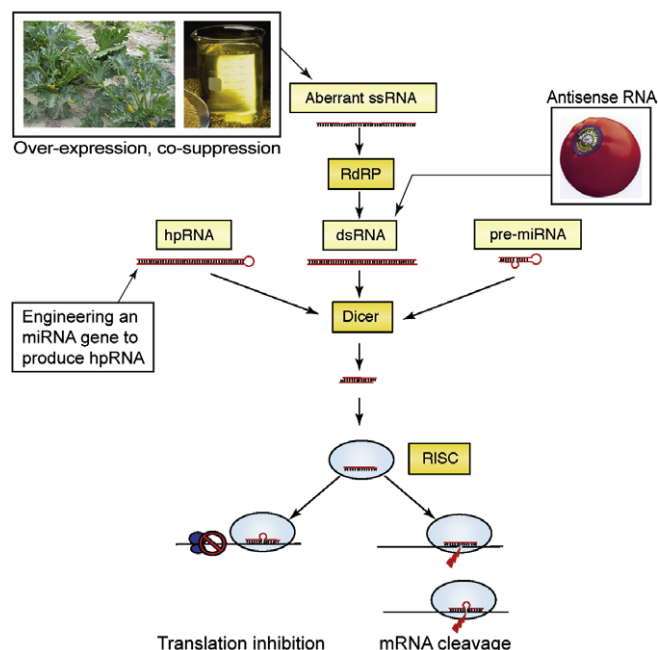 Over-expression, co-suppression
Aberrant ssRNA
Antisense RNA
RdRP
hpRNA
dsRNA
pre-miRNA
Engineering an
miRNA gene to
produce hpRNA
Dicer
RISC
Translation inhibition
mRNA cleavage